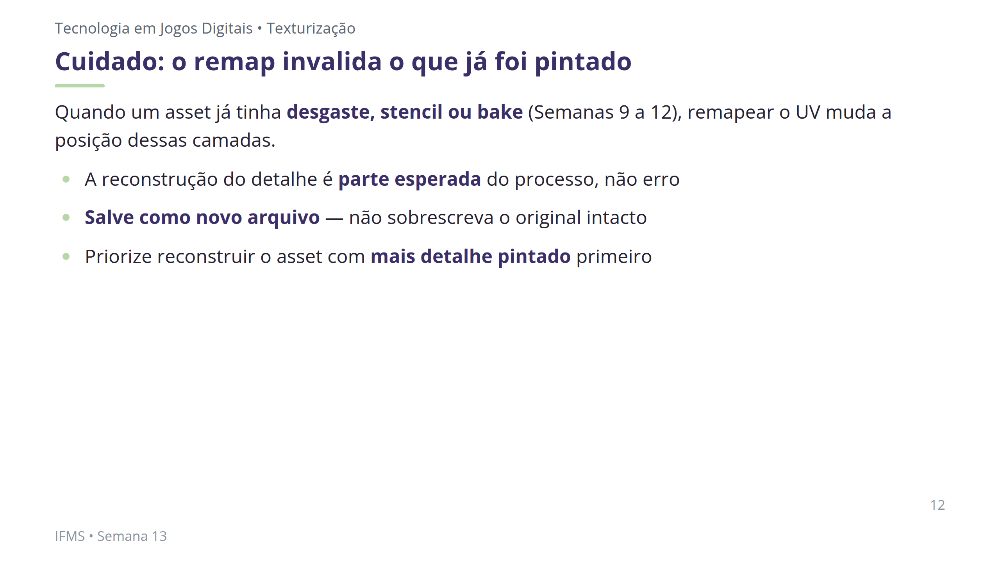 Tecnologia em Jogos Digitais • Texturização
Cuidado: o remap invalida o que já foi pintado
Quando um asset já tinha desgaste, stencil ou bake (Semanas 9 a 12), remapear o UV muda a
posição dessas camadas.
• A reconstrução do detalhe é parte esperada do processo, não erro
• Salve como novo arquivo — não sobrescreva o original intacto
• Priorize reconstruir o asset com mais detalhe pintado primeiro
12
IFMS • Semana 13